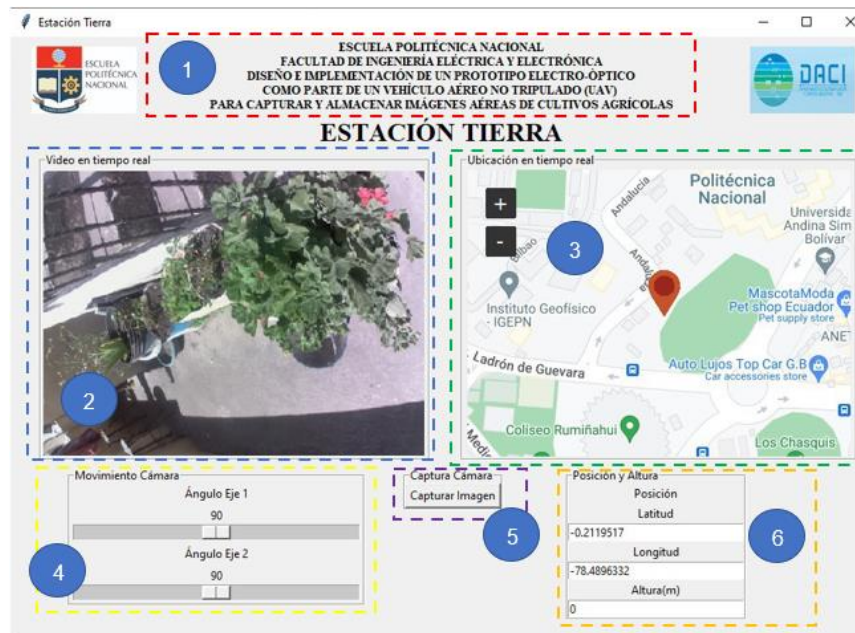 Estación Tierra
ESCUELA
POLITÉCNICA
NACIONAL
1
ESCUELA POLITÉCNICA NACIONAL
FACULTAD DE INGENIERÍA ELÉCTRICA Y ELECTRÓNICA
DISEÑO E IMPLEMENTACIÓN DE UN PROTOTIPO ELECTRO-ÓPTICO
COMO PARTE DE UN VEHÍCULO AÉREO NO TRIPULADO (UAV)
PARA CAPTURAR Y ALMACENAR IMÁGENES AÉREAS DE CULTIVOS AGRÍCOLAS
DACI
ESTACIÓN TIERRA
Video en tiempo real
2
Ubicación en tiempo real
+
-
3
Andalucía
Politécnica
Nacional
Universida
Andina Sim
Bolívar
Bilbao
Instituto Geofísico
- IGEPN
MascotaModa
Pet shop Ecuador
Pet supply store
ANET
Ladrón de Guevara
Auto Lujos Top Car G.B
Car accessories store
Coliseo Rumiñahui
Los Chasquis
Movimiento Cámara
Ángulo Eje 1
90
Ángulo Eje 2
90
4
Captura Cámara
Capturar Imagen
5
Posición y Altura
Posición
Latitud
-0.2119517
Longitud
-78.4896332
Altura(m)
0
6